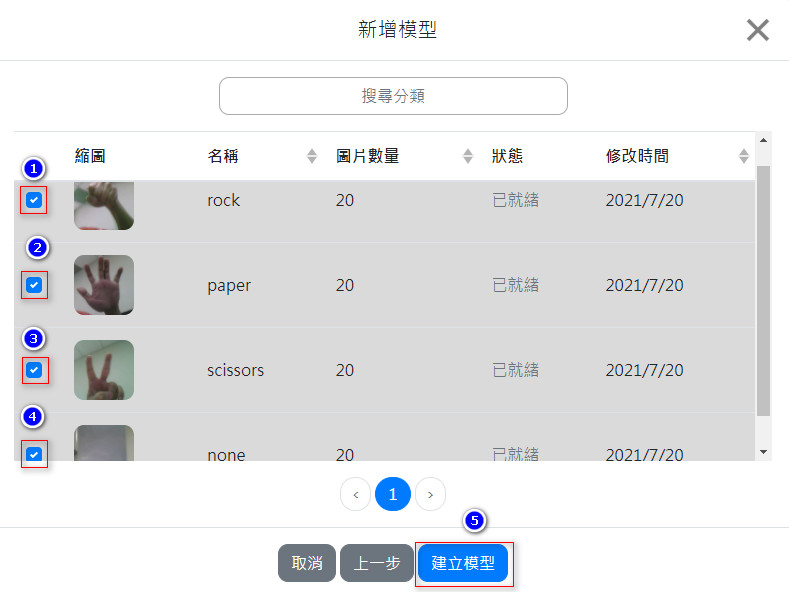 新增模型
搜尋分類
縮圖 名稱 圖片數量 狀態 修改時間
1
rock 20 已就緒 2021/7/20
2
paper 20 已就緒 2021/7/20
3
scissors 20 已就緒 2021/7/20
4
none 20 已就緒 2021/7/20
‹ 1 ›
5
取消 上一步 建立模型